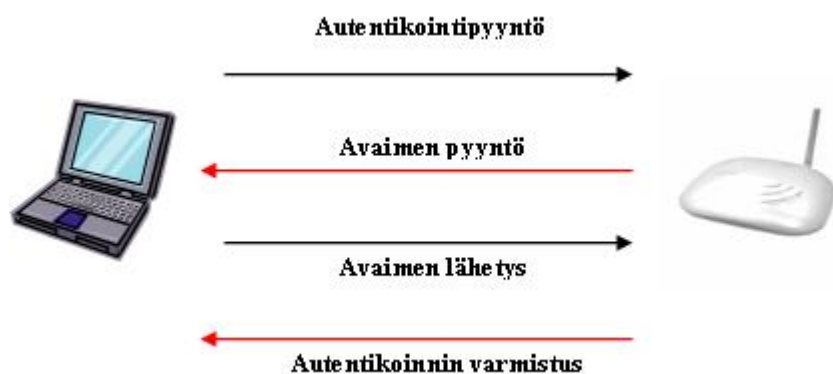 Autentikointipyyntö
Avaimen pyyntö
Avaimen lähetys
Autentikoinnin varmistus